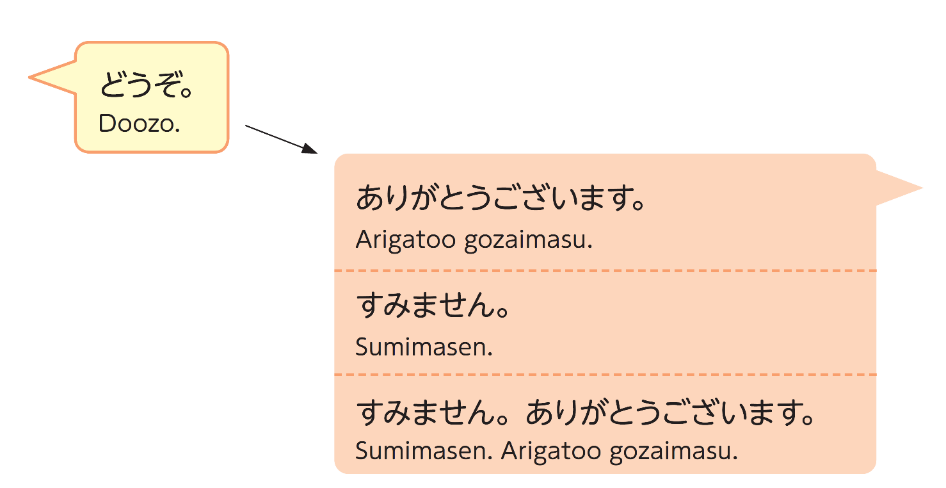 どうぞ。
Doozo.
ありがとうございます。
Arigatoo gozaimasu.
すみません。
Sumimasen.
すみません。ありがとうございます。
Sumimasen. Arigatoo gozaimasu.